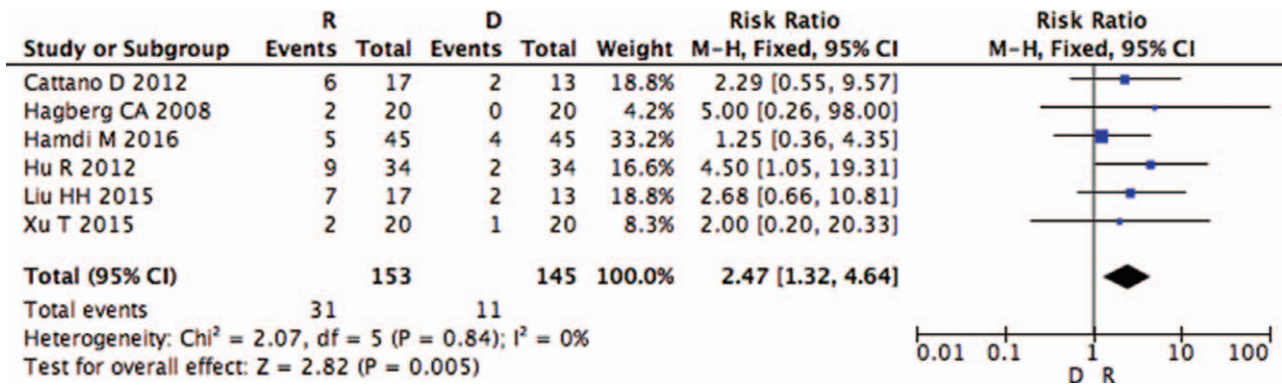 R D Risk Ratio Risk Ratio
Study or Subgroup Events Total Events Total Weight M-H, Fixed, 95% CI M-H, Fixed, 95% CI
Cattano D 2012 6 17 2 13 18.8% 2.29 [0.55, 9.57]
Hagberg CA 2008 2 20 0 20 4.2% 5.00 [0.26, 98.00]
Hamdi M 2016 5 45 4 45 33.2% 1.25 [0.36, 4.35]
Hu R 2012 9 34 2 34 16.6% 4.50 [1.05, 19.31]
Liu HH 2015 7 17 2 13 18.8% 2.68 [0.66, 10.81]
Xu T 2015 2 20 1 20 8.3% 2.00 [0.20, 20.33]
Total (95% CI) 153 145 100.0% 2.47 [1.32, 4.64]
Total events 31 11
Heterogeneity: Chi² = 2.07, df = 5 (P = 0.84); I² = 0%
Test for overall effect: Z = 2.82 (P = 0.005)
0.01 0.1 1 10 100
D R